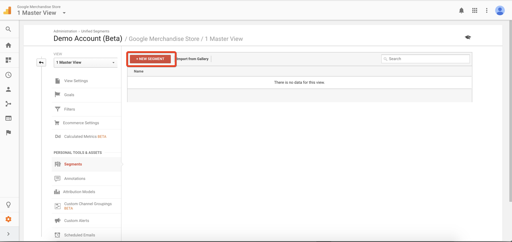 Google Merchandise Store
1 Master View
Administration > Unified Segments
Demo Account (Beta) / Google Merchandise Store / 1 Master View
VIEW
1 Master View
+ NEW SEGMENT
Import from Gallery
Search
Name
There is no data for this view.
View Settings
Goals
Filters
Ecommerce Settings
Calculated Metrics BETA
PERSONAL TOOLS & ASSETS
Segments
Annotations
Attribution Models
Custom Channel Groupings
BETA
Custom Alerts
Scheduled Emails